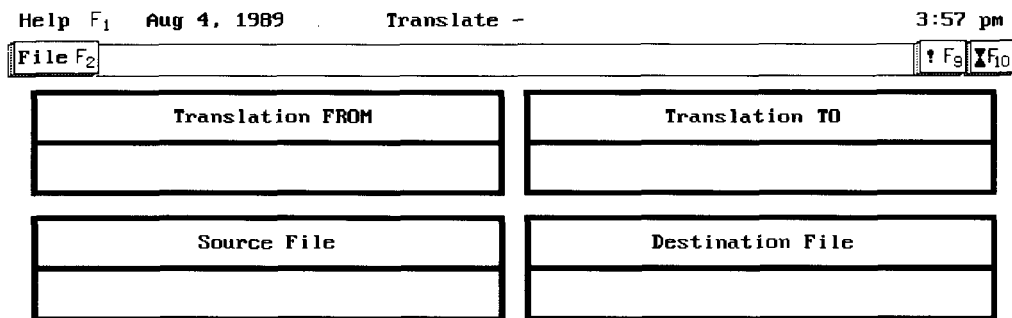 Help F1 Aug 4, 1989 Translate - 3:57 pm
File F2 ! F9 F10
Translation FROM Translation TO
Source File Destination File